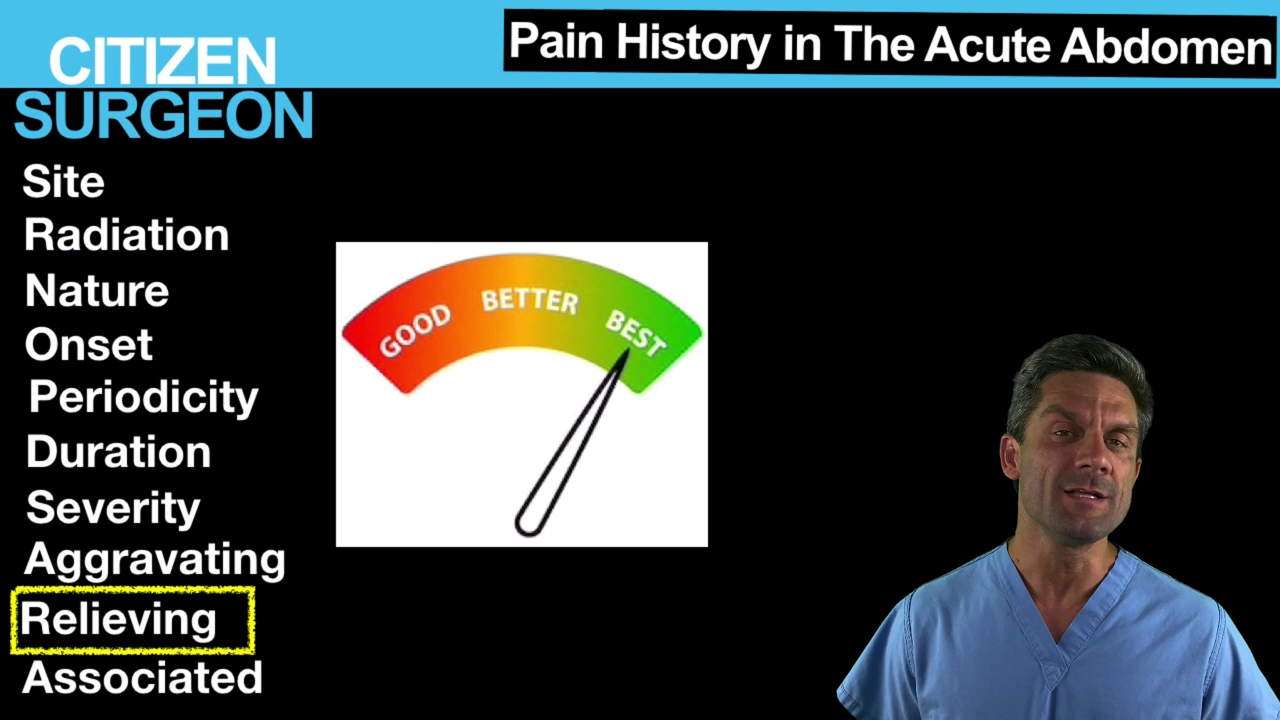 CITIZEN
SURGEON
Pain History in The Acute Abdomen
Site
Radiation
Nature
Onset
Periodicity
Duration
Severity
Aggravating
Relieving
Associated
GOOD BETTER BEST